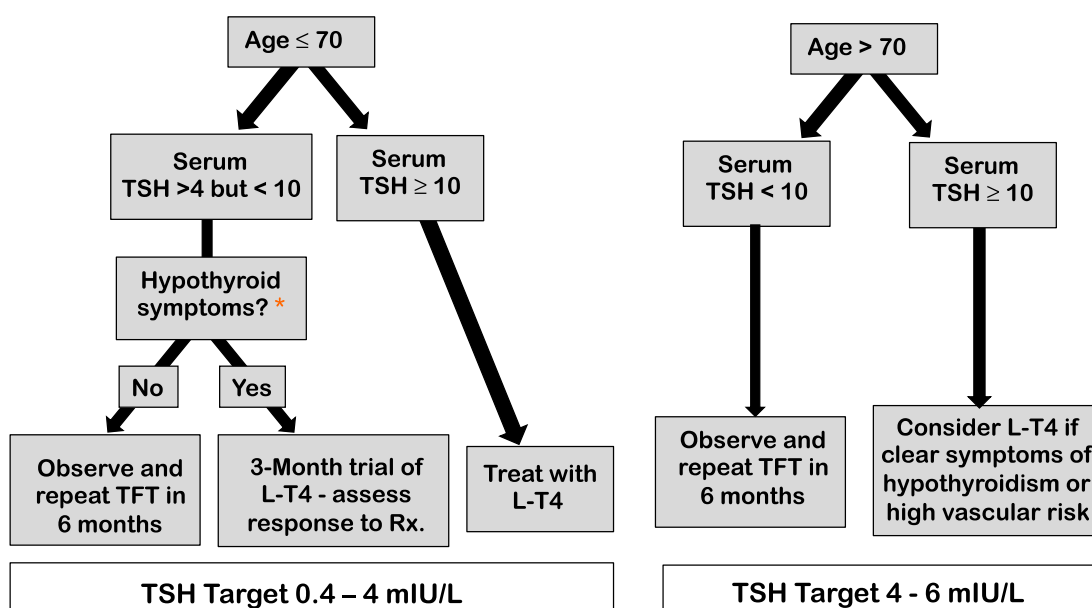 Age ≤ 70
Serum
TSH >4 but < 10
Serum
TSH ≥ 10
Hypothyroid
symptoms? *
No
Yes
Observe and
repeat TFT in
6 months
3-Month trial of
L-T4 - assess
response to Rx.
Treat with
L-T4
TSH Target 0.4 – 4 mIU/L
Age > 70
Serum
TSH < 10
Serum
TSH ≥ 10
Observe and
repeat TFT in
6 months
Consider L-T4 if
clear symptoms of
hypothyroidism or
high vascular risk
TSH Target 4 - 6 mIU/L